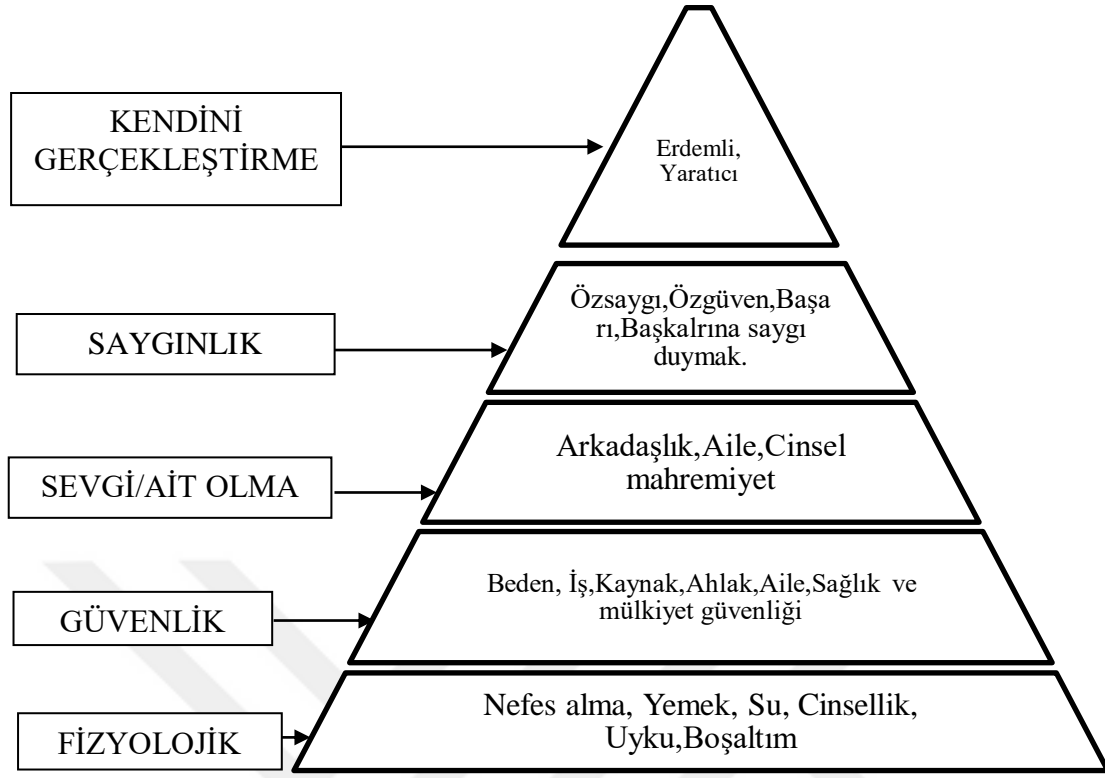 KENDİNİ
GERÇEKLEŞTİRME
Erdemli,
Yaratıcı
SAYGINLIK
Özsaygı,Özgüven,Başa
rı,Başkalrına saygı
duymak.
SEVGİ/AİT OLMA
Arkadaşlık,Aile,Cinsel
mahremiyet
GÜVENLİK
Beden, İş,Kaynak,Ahlak,Aile,Sağlık ve
mülkiyet güvenliği
FİZYOLOJİK
Nefes alma, Yemek, Su, Cinsellik,
Uyku,Boşaltım